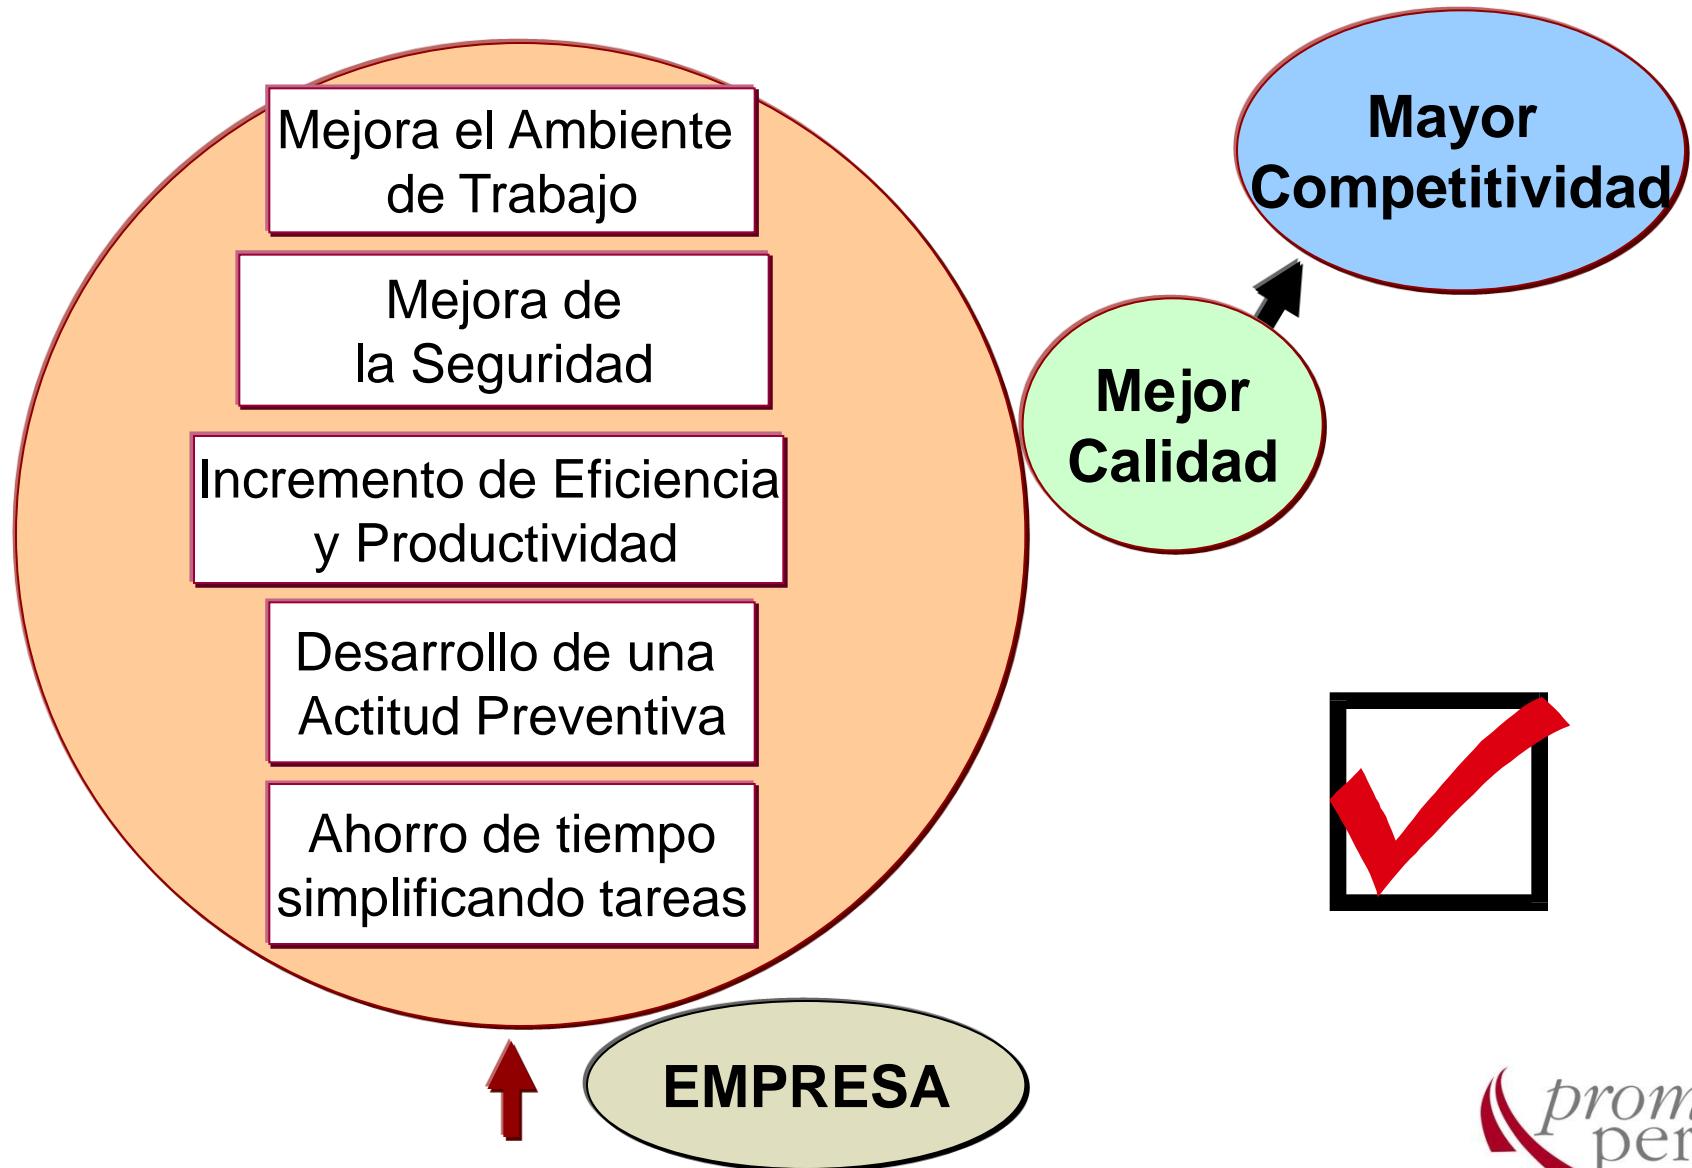 Mejora el Ambiente
de Trabajo
Mejora de
la Seguridad
Incremento de Eficiencia
y Productividad
Desarrollo de una
Actitud Preventiva
Ahorro de tiempo
simplificando tareas
EMPRESA
Mejor
Calidad
Mayor
Competitividad